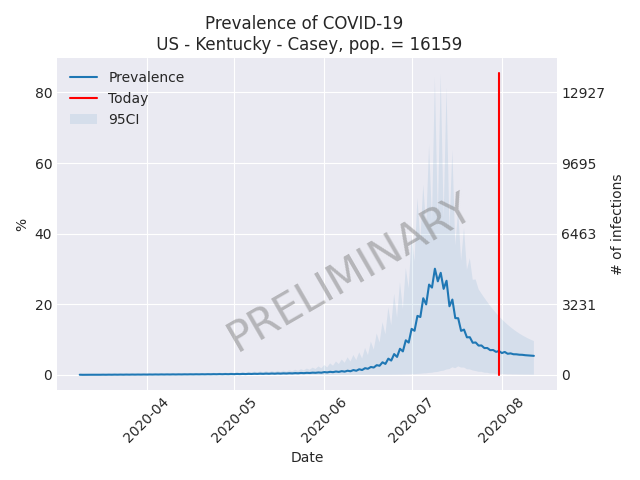 Prevalence of COVID-19
US - Kentucky - Casey, pop. = 16159
Prevalence
Today
95CI
80
60
40
20
0
%
12927
9695
6463
3231
0
# of infections
PRELIMINARY
2020-04
2020-05
2020-06
2020-07
2020-08
Date